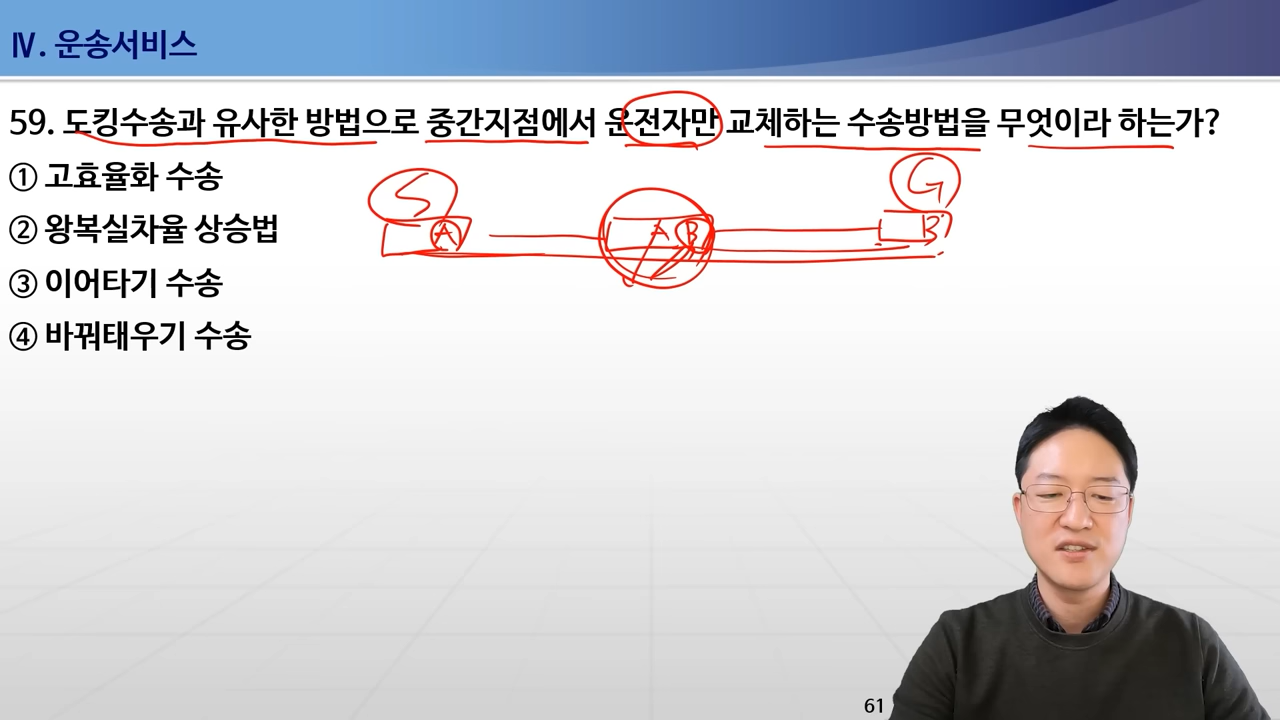 Ⅳ. 운송서비스
59. 도킹수송과 유사한 방법으로 중간지점에서 운전자만 교체하는 수송방법을 무엇이라 하는가?
① 고효율화 수송
② 왕복실차율 상승법
③ 이어타기 수송
④ 바꿔태우기 수송
S G
A A B B
61